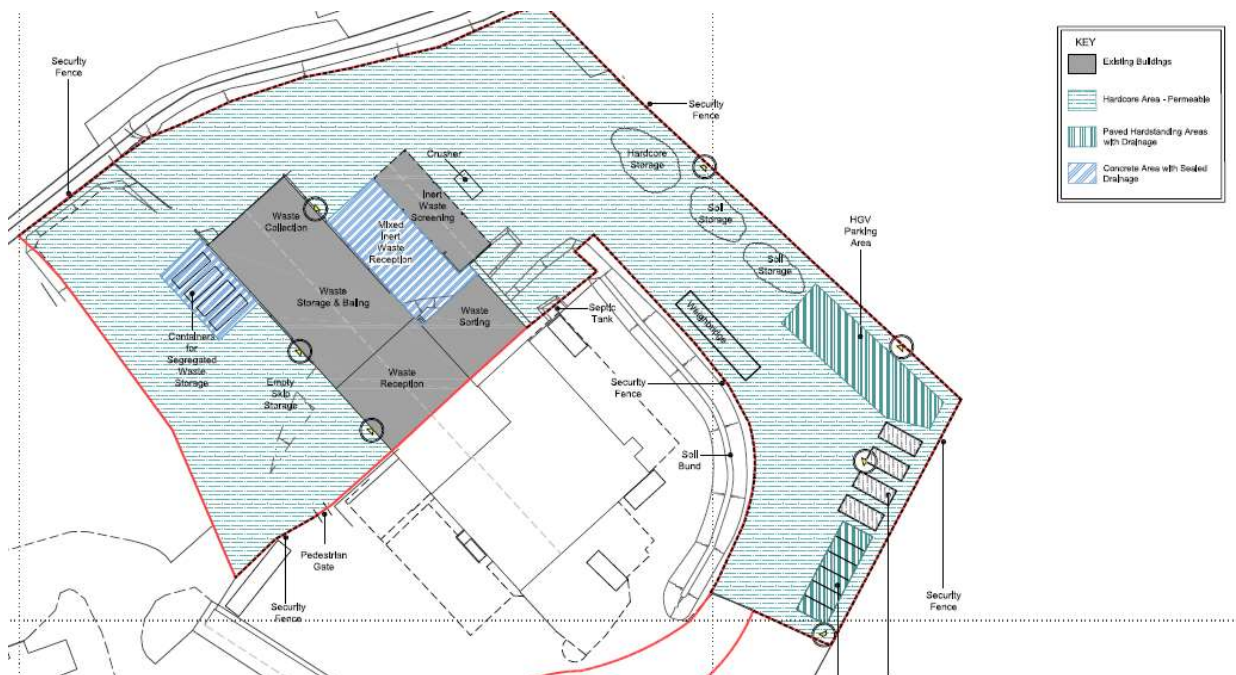 KEY
Existing Buildings
Hardcore Area - Permeable
Paved Hardstanding Areas
with Drainage
Concrete Area with Sealed
Drainage
Security
Fence
Security
Fence
Crusher
Hardcore
Storage
Inert
Waste
Screening
Waste
Collection
Mixed
Inert
Waste
Reception
Soil
Storage
HGV
Parking
Area
Soil
Storage
Waste
Storage & Baling
Waste
Sorting
Septic
Tank
Weighbridge
Containers
for
Segregated
Waste
Storage
Empty
Skip
Storage
Waste
Reception
Security
Fence
Soil
Bund
Pedestrian
Gate
Security
Fence
Security
Fence